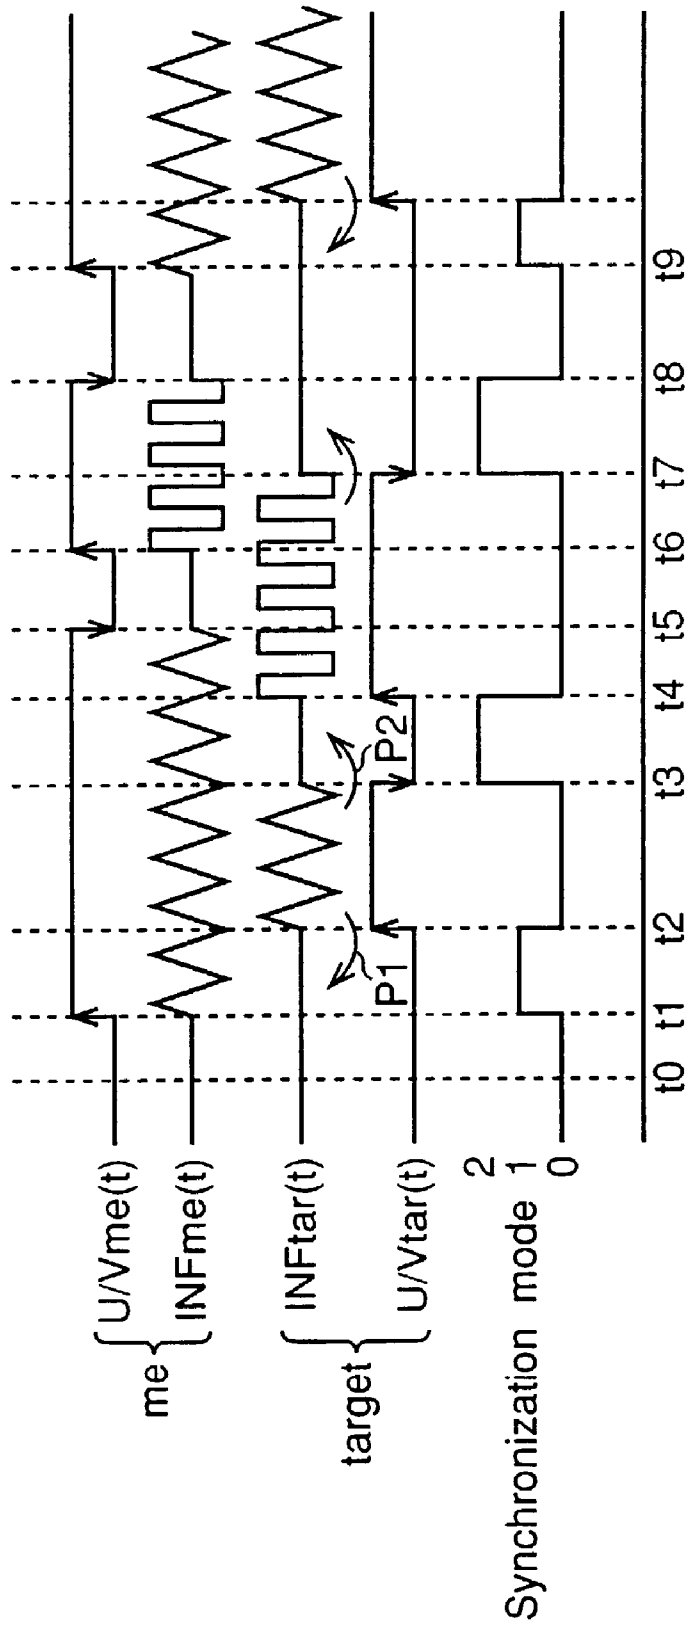 me
U/Vme(t)
INFme(t)
target
INFtar(t)
U/Vtar(t)
P1
P2
Synchronization mode
2
1
0
t0 t1 t2 t3 t4 t5 t6 t7 t8 t9